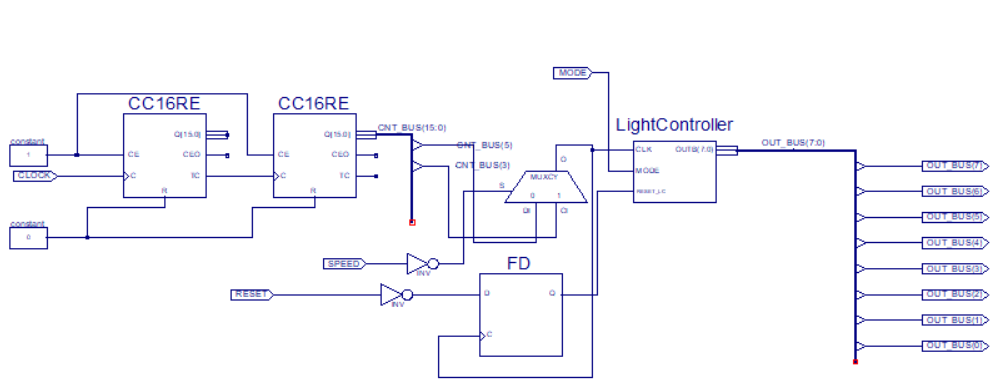 MODE
CC16RE
CC16RE
LightController
constant
1
CE
C
R
Q[15:0]
CEO
TC
CLOCK
CE
C
R
Q[15:0]
CEO
TC
CNT_BUS(15:0)
CNT_BUS(5)
CNT_BUS(3)
constant
0
O
S
MUXCY
0
1
DI
CI
CLK
MODE
RESET_LC
OUTB(7:0)
OUT_BUS(7:0)
OUT_BUS(7)
OUT_BUS(6)
OUT_BUS(5)
OUT_BUS(4)
OUT_BUS(3)
OUT_BUS(2)
OUT_BUS(1)
OUT_BUS(0)
SPEED
INV
RESET
INV
FD
D
Q
C